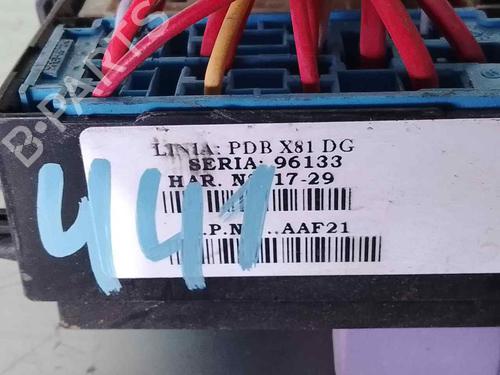 B-PARTS
LINIA: PDB X81 DG
SERIA: 96133
HAR. 17-29
441
AAF21